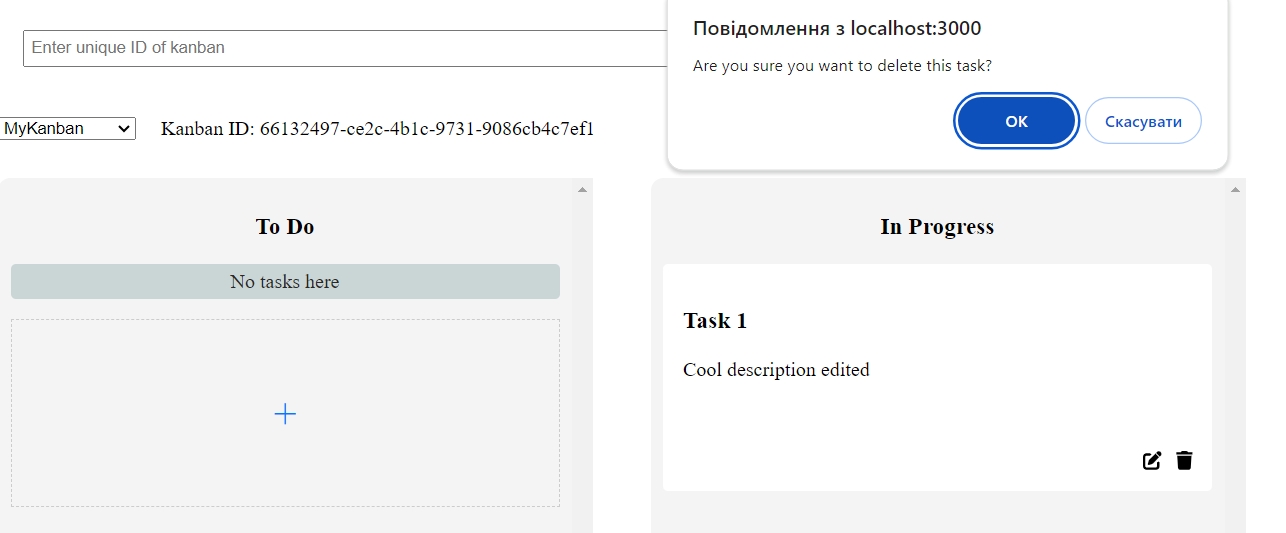 Повідомлення з localhost:3000
Enter unique ID of kanban
Are you sure you want to delete this task?
OK
Скасувати
MyKanban
Kanban ID: 66132497-ce2c-4b1c-9731-9086cb4c7ef1
To Do
No tasks here
In Progress
Task 1
Cool description edited